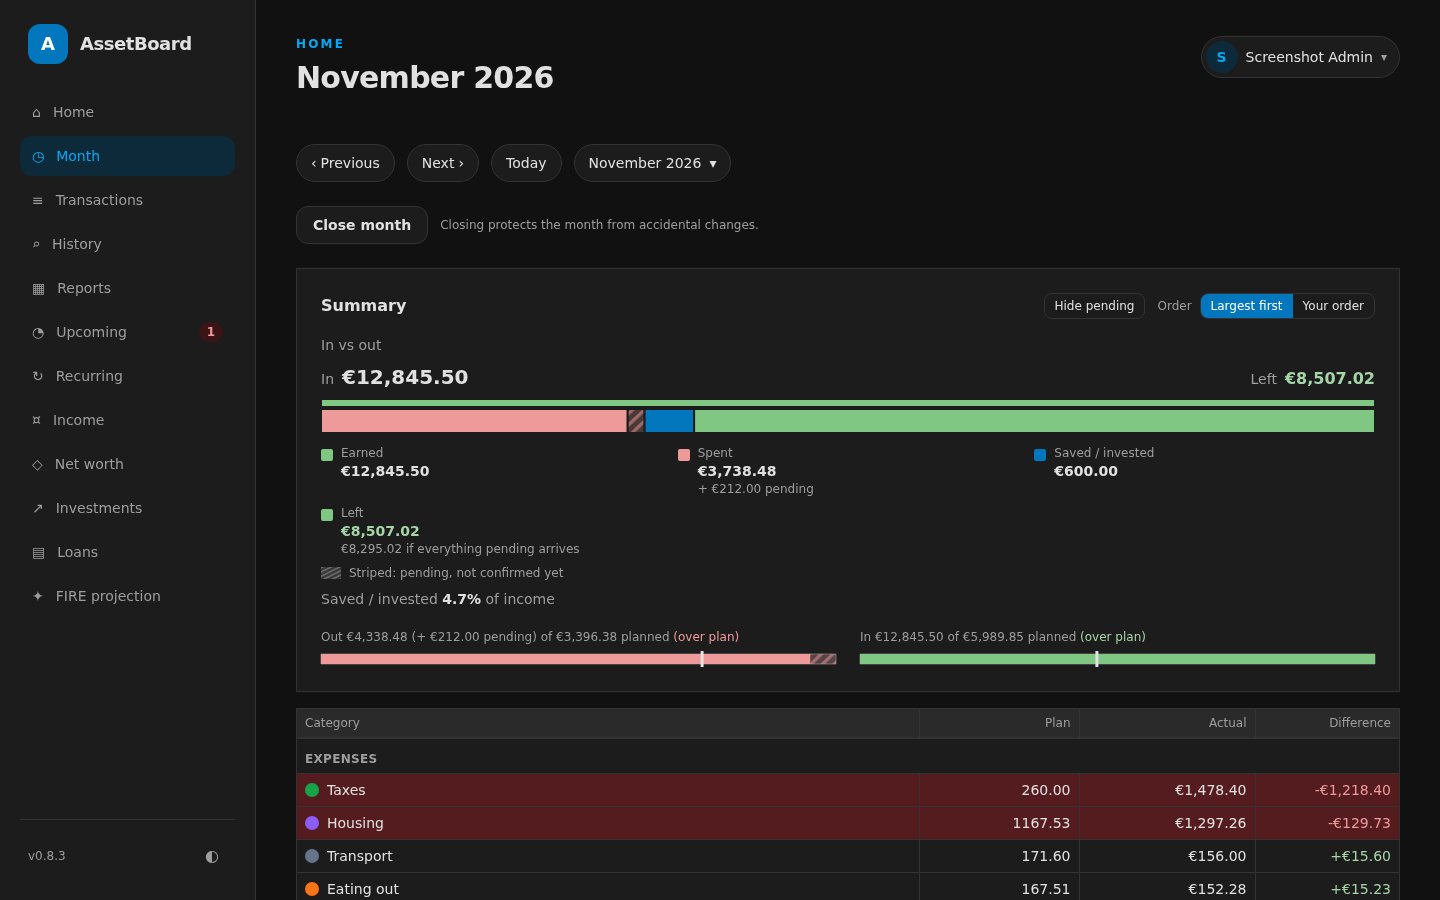 A AssetBoard
Home
Month
Transactions
History
Reports
Upcoming 1
Recurring
Income
Net worth
Investments
Loans
FIRE projection
v0.8.3
HOME
November 2026
S Screenshot Admin ▾
‹ Previous Next › Today November 2026 ▾
Close month Closing protects the month from accidental changes.
Summary Hide pending Order Largest first Your order
In vs out
In €12,845.50 Left €8,507.02
Earned
€12,845.50
Spent
€3,738.48
+ €212.00 pending
Saved / invested
€600.00
Left
€8,507.02
€8,295.02 if everything pending arrives
Striped: pending, not confirmed yet
Saved / invested 4.7% of income
Out €4,338.48 (+ €212.00 pending) of €3,396.38 planned (over plan)
In €12,845.50 of €5,989.85 planned (over plan)
Category Plan Actual Difference
EXPENSES
Taxes 260.00 €1,478.40 -€1,218.40
Housing 1167.53 €1,297.26 -€129.73
Transport 171.60 €156.00 +€15.60
Eating out 167.51 €152.28 +€15.23